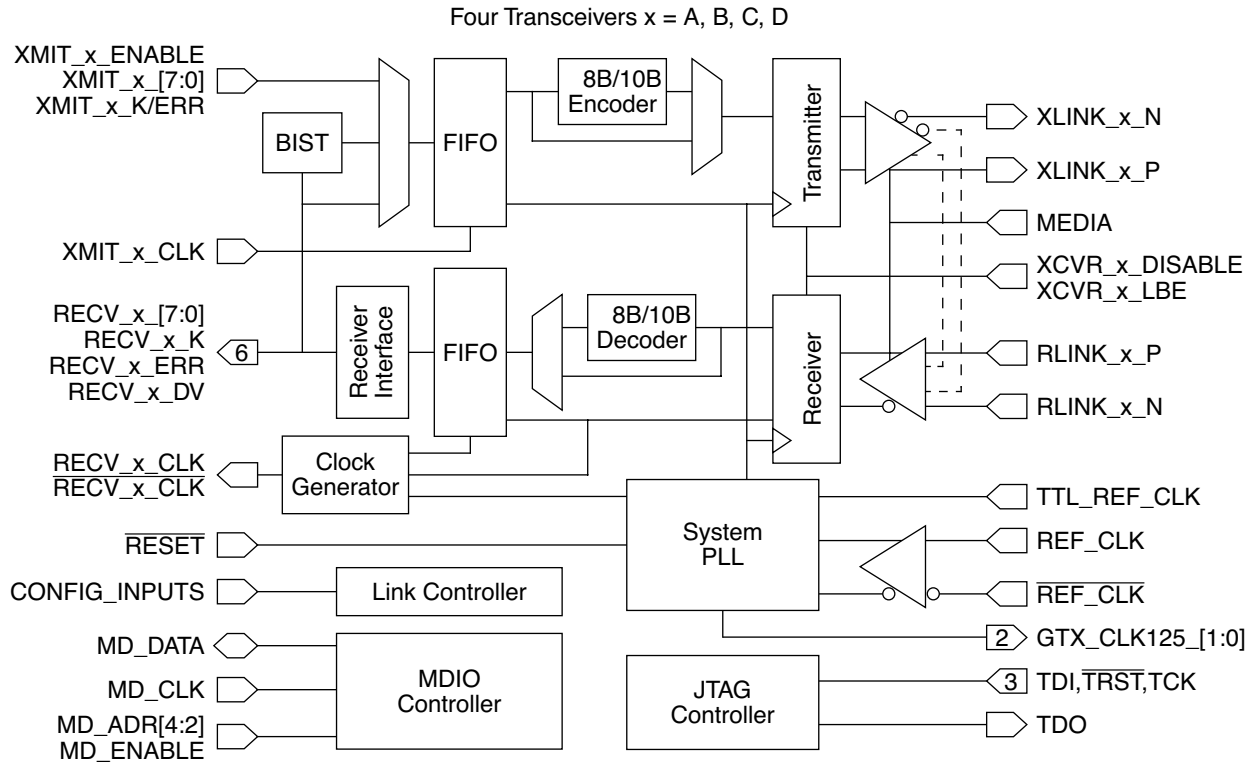 Four Transceivers x = A, B, C, D
XMIT_x_ENABLE
XMIT_x_[7:0]
XMIT_x_K/ERR
BIST
FIFO
8B/10B
Encoder
Transmitter
XLINK_x_N
XLINK_x_P
MEDIA
XMIT_x_CLK
XCVR_x_DISABLE
XCVR_x_LBE
RECV_x_[7:0]
RECV_x_K
RECV_x_ERR
RECV_x_DV
6
Receiver
Interface
FIFO
8B/10B
Decoder
Receiver
RLINK_x_P
RLINK_x_N
RECV_x_CLK
RECV_x_CLK
Clock
Generator
System
PLL
TTL_REF_CLK
RESET
REF_CLK
CONFIG_INPUTS
Link Controller
REF_CLK
2
GTX_CLK125_[1:0]
MD_DATA
MD_CLK
MD_ADR[4:2]
MD_ENABLE
MDIO
Controller
JTAG
Controller
3
TDI,TRST,TCK
TDO